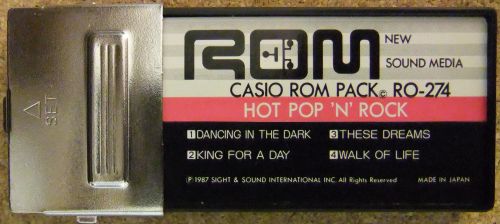 △
SET
ROM NEW
SOUND MEDIA
CASIO ROM PACK© RO-274
HOT POP 'N' ROCK
1 DANCING IN THE DARK 3 THESE DREAMS
2 KING FOR A DAY 4 WALK OF LIFE
℗ 1987 SIGHT & SOUND INTERNATIONAL INC. All Rights Reserved MADE IN JAPAN